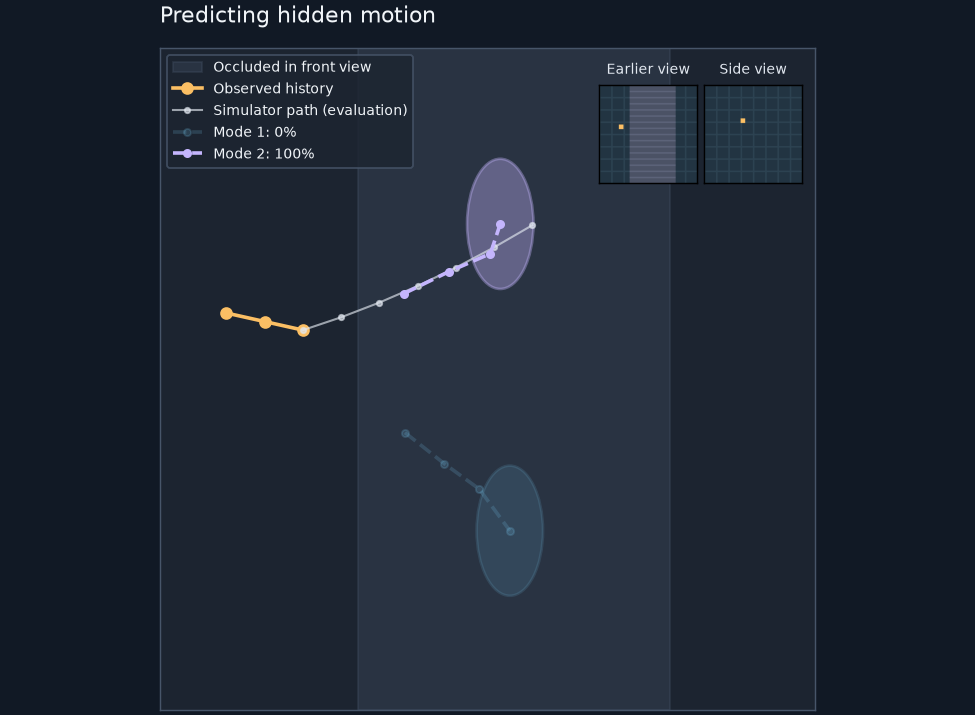 Predicting hidden motion
Occluded in front view
Observed history
Simulator path (evaluation)
Mode 1: 0%
Mode 2: 100%
Earlier view
Side view